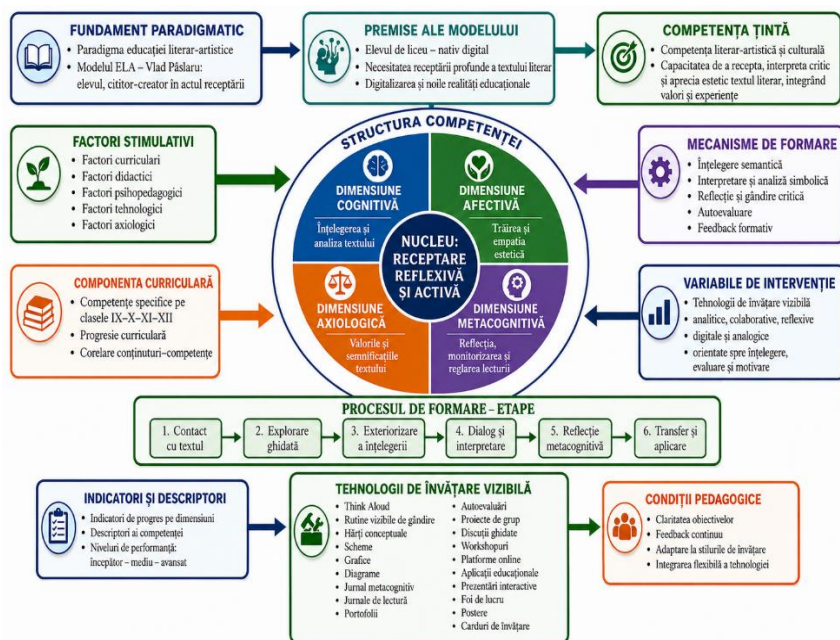 FUNDAMENT PARADIGMATIC
• Paradigma educației literar-artistice
• Modelul ELA – Vlad Pâslaru:
elevul, cititor-creator în actul receptării
PREMISE ALE MODELULUI
• Elevul de liceu – nativ digital
• Necesitatea receptării profunde a textului literar
• Digitalizarea și noile realități educaționale
COMPETENȚA ȚINTĂ
• Competența literar-artistică și culturală
• Capacitatea de a recepta, interpreta critic
și aprecia estetic textul literar, integrând
valori și experiențe
FACTORI STIMULATIVI
• Factori curriculari
• Factori didactici
• Factori psihopedagogici
• Factori tehnologici
• Factori axiologici
STRUCTURA COMPETENȚEI
DIMENSIUNE
COGNITIVĂ
Înțelegerea și
analiza textului
DIMENSIUNE
AFECTIVĂ
Trăirea și
empatia
estetică
NUCLEU:
RECEPTARE
REFLEXIVĂ
ȘI ACTIVĂ
DIMENSIUNE
AXIOLOGICĂ
Valorile și
semnificațiile
textului
DIMENSIUNE
METACOGNITIVĂ
Reflecția,
monitorizarea și
reglarea lecturii
MECANISME DE FORMARE
• Înțelegere semantică
• Interpretare și analiză simbolică
• Reflecție și gândire critică
• Autoevaluare
• Feedback formativ
COMPONENTA CURRICULARĂ
• Competențe specifice pe
clasele IX–X–XI–XII
• Progresie curriculară
• Corelare conținuturi–competențe
VARIABILE DE INTERVENȚIE
• Tehnologii de învățare vizibilă
• analitice, colaborative, reflexive
• digitale și analogice
• orientate spre înțelegere,
evaluare și motivare
PROCESUL DE FORMARE – ETAPE
1. Contact
cu textul
2. Explorare
ghidată
3. Exteriorizare
a înțelegerii
4. Dialog și
interpretare
5. Reflecție
metacognitivă
6. Transfer și
aplicare
INDICATORI ȘI DESCRIPTORI
• Indicatori de progres pe dimensiuni
• Descriptori ai competenței
• Niveluri de performanță:
începător – mediu – avansat
TEHNOLOGII DE ÎNVĂȚARE VIZIBILĂ
• Think Aloud
• Rutine vizibile de gândire
• Hărți conceptuale
• Scheme
• Grafice
• Diagrame
• Jurnal metacognitiv
• Jurnale de lectură
• Portofolii
• Autoevaluări
• Proiecte de grup
• Discuții ghidate
• Workshopuri
• Platforme online
• Aplicații educaționale
• Prezentări interactive
• Foi de lucru
• Postere
• Carduri de învățare
CONDIȚII PEDAGOGICE
• Claritatea obiectivelor
• Feedback continuu
• Adaptare la stilurile de învățare
• Integrarea flexibilă a tehnologiei